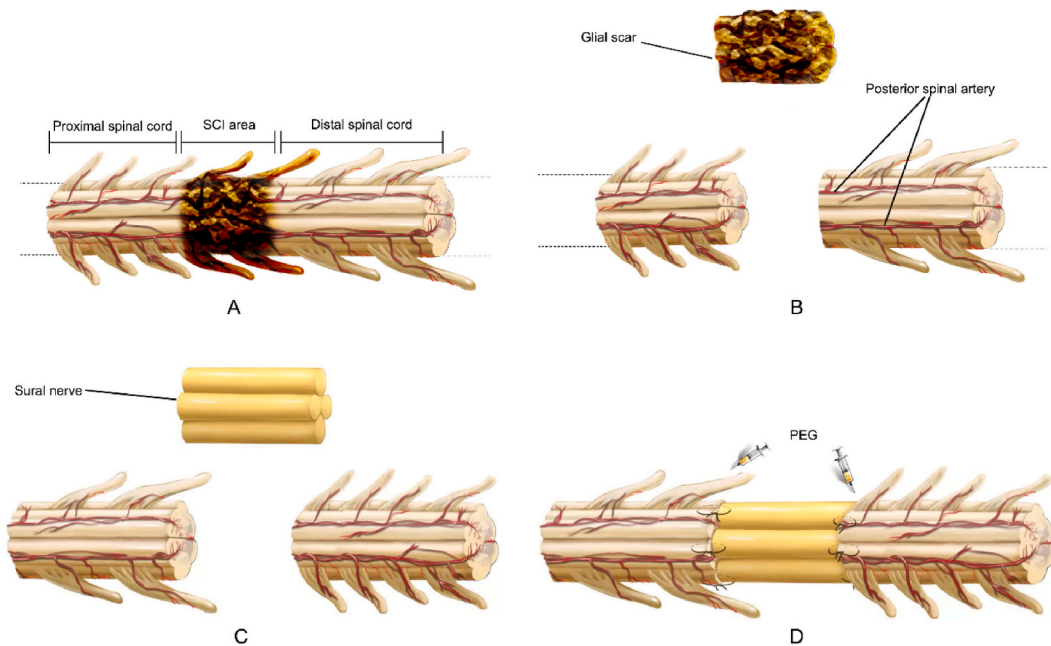 Proximal spinal cord
SCI area
Distal spinal cord
A
Glial scar
Posterior spinal artery
B
Sural nerve
C
PEG
D